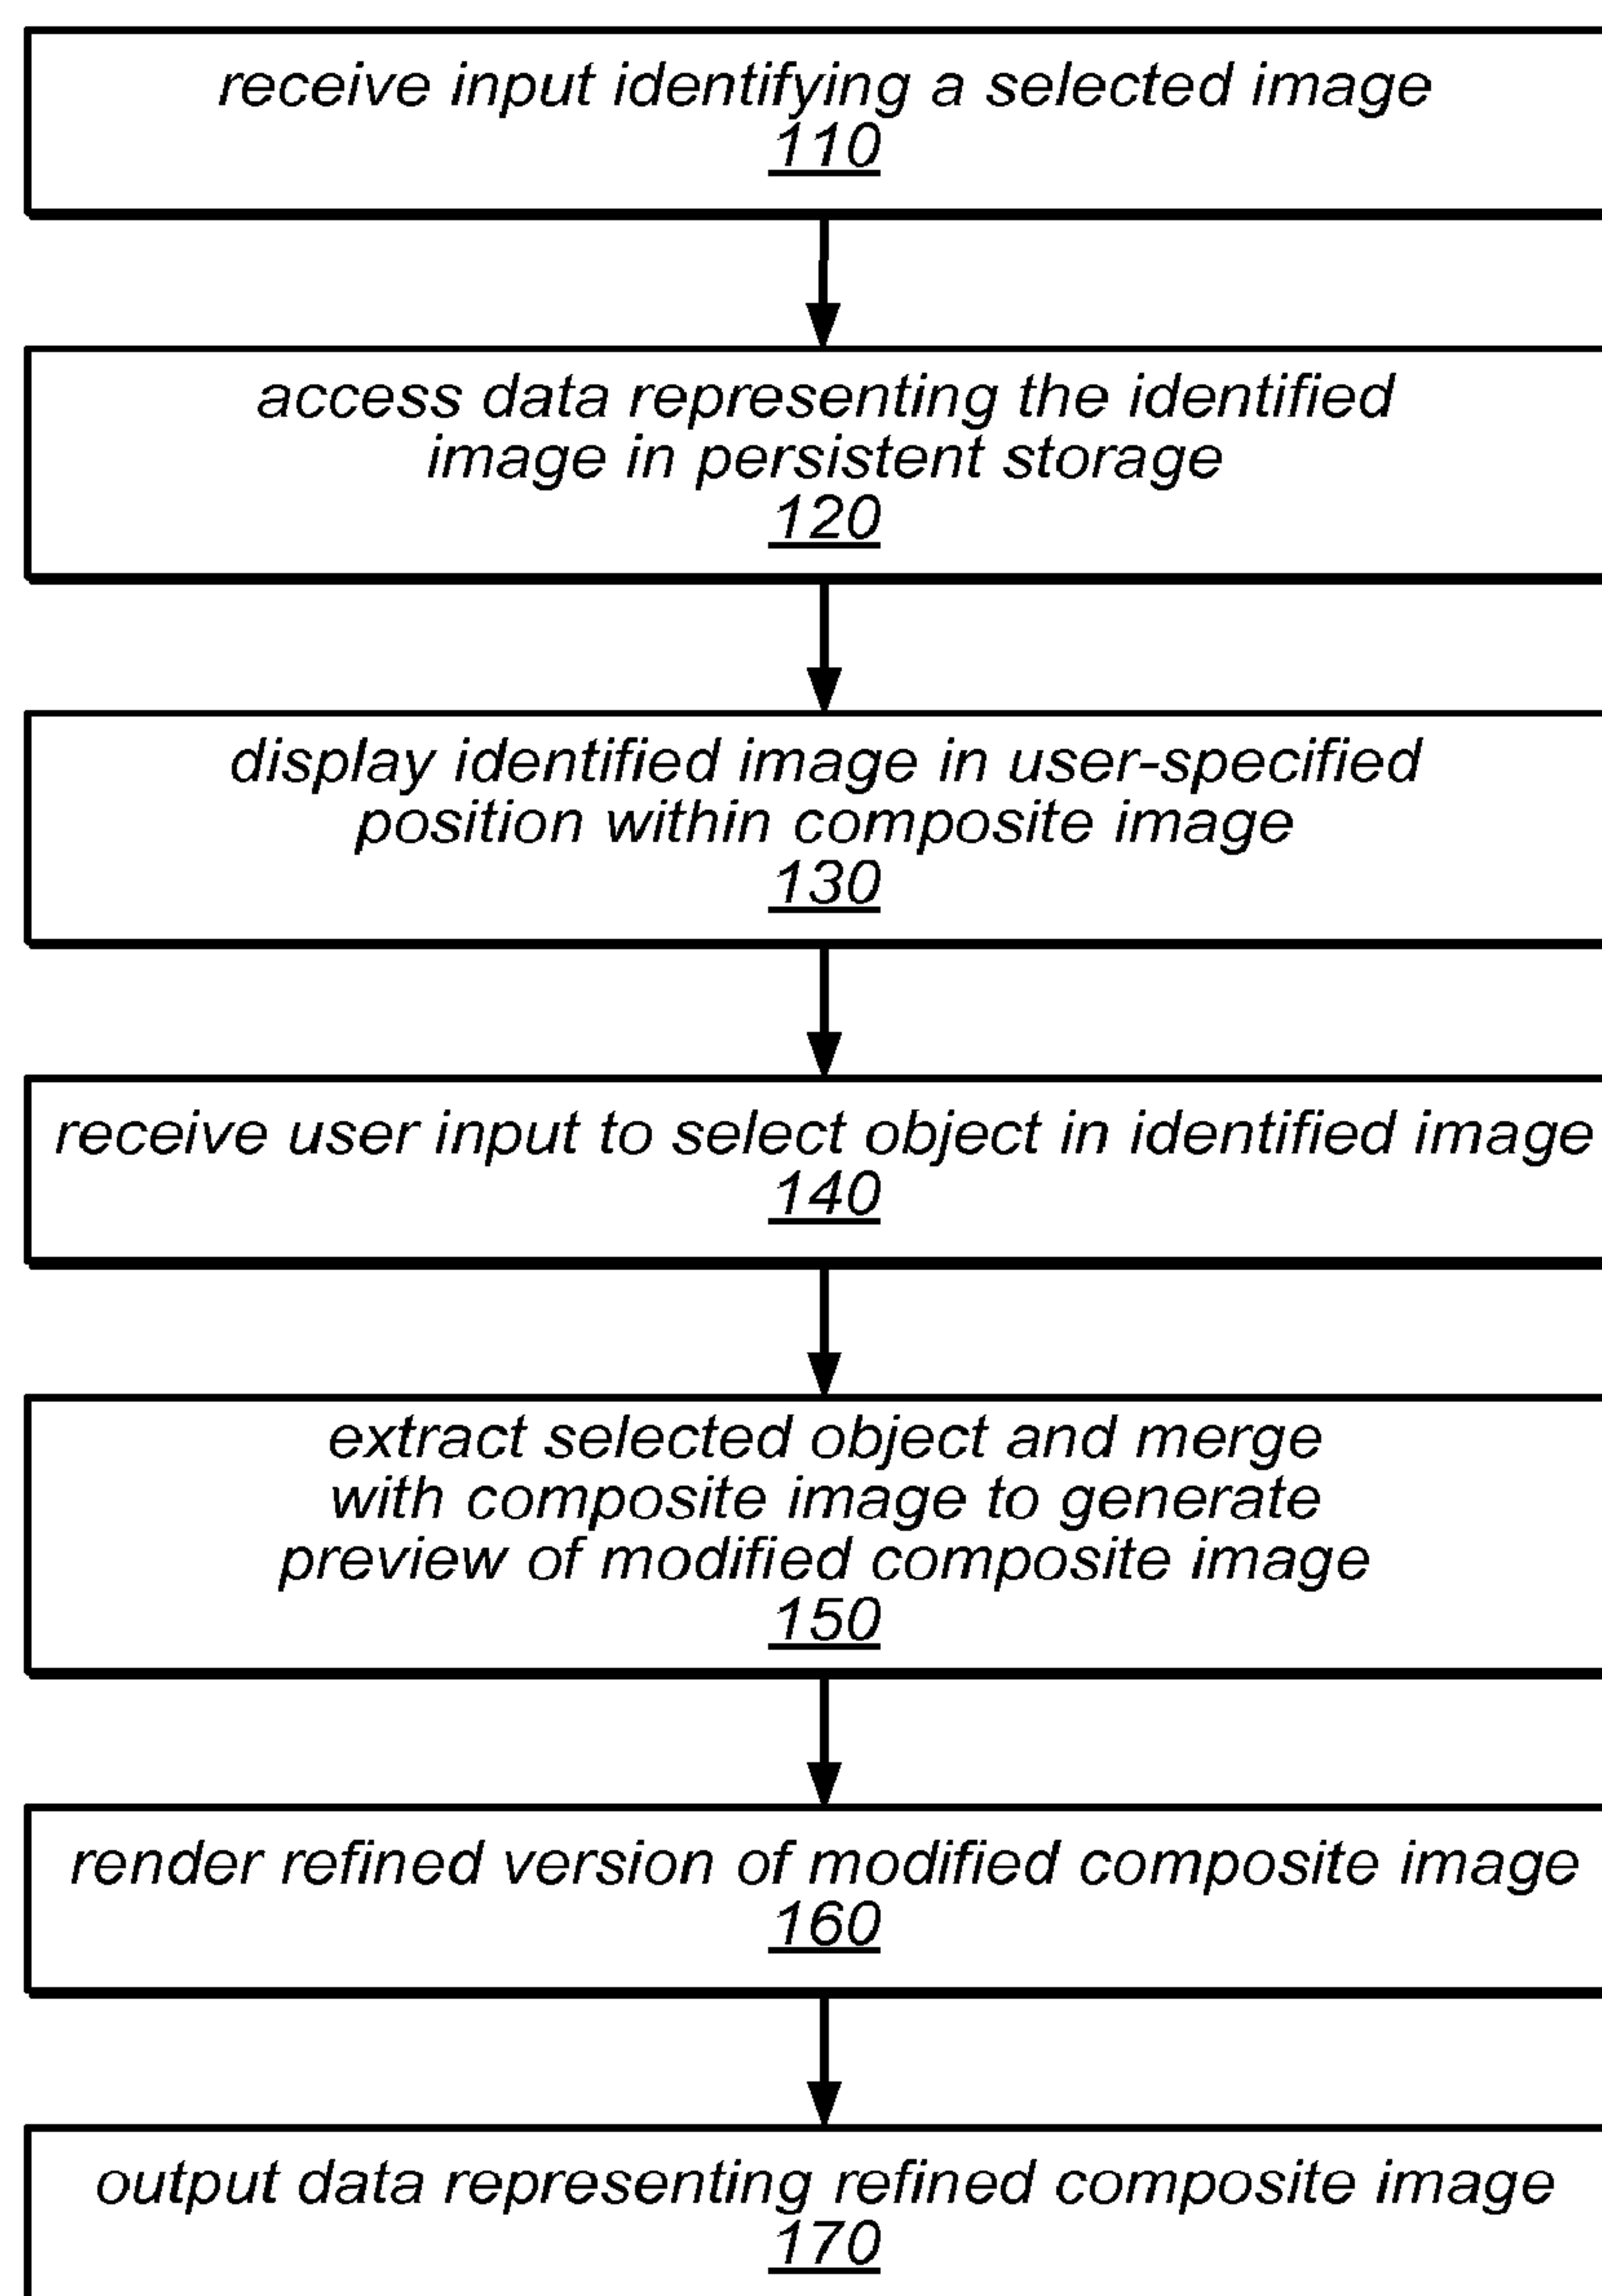 receive input identifying a selected image
110
access data representing the identified
image in persistent storage
120
display identified image in user-specified
position within composite image
130
receive user input to select object in identified image
140
extract selected object and merge
with composite image to generate
preview of modified composite image
150
render refined version of modified composite image
160
output data representing refined composite image
170